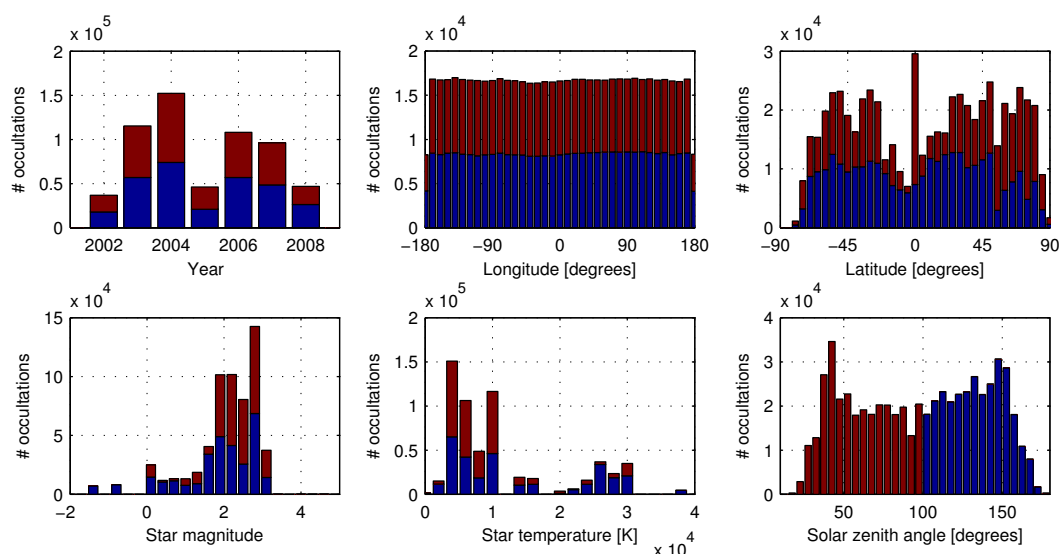 x 10^5
# occultations
2
1.5
1
0.5
0
2002 2004 2006 2008
Year
x 10^4
# occultations
2
1.5
1
0.5
0
−180 −90 0 90 180
Longitude [degrees]
x 10^4
# occultations
3
2
1
0
−90 −45 0 45 90
Latitude [degrees]
x 10^4
# occultations
15
10
5
0
−2 0 2 4
Star magnitude
x 10^5
# occultations
2
1.5
1
0.5
0
0 1 2 3 4
Star temperature [K]
x 10^4
x 10^4
# occultations
4
3
2
1
0
50 100 150
Solar zenith angle [degrees]